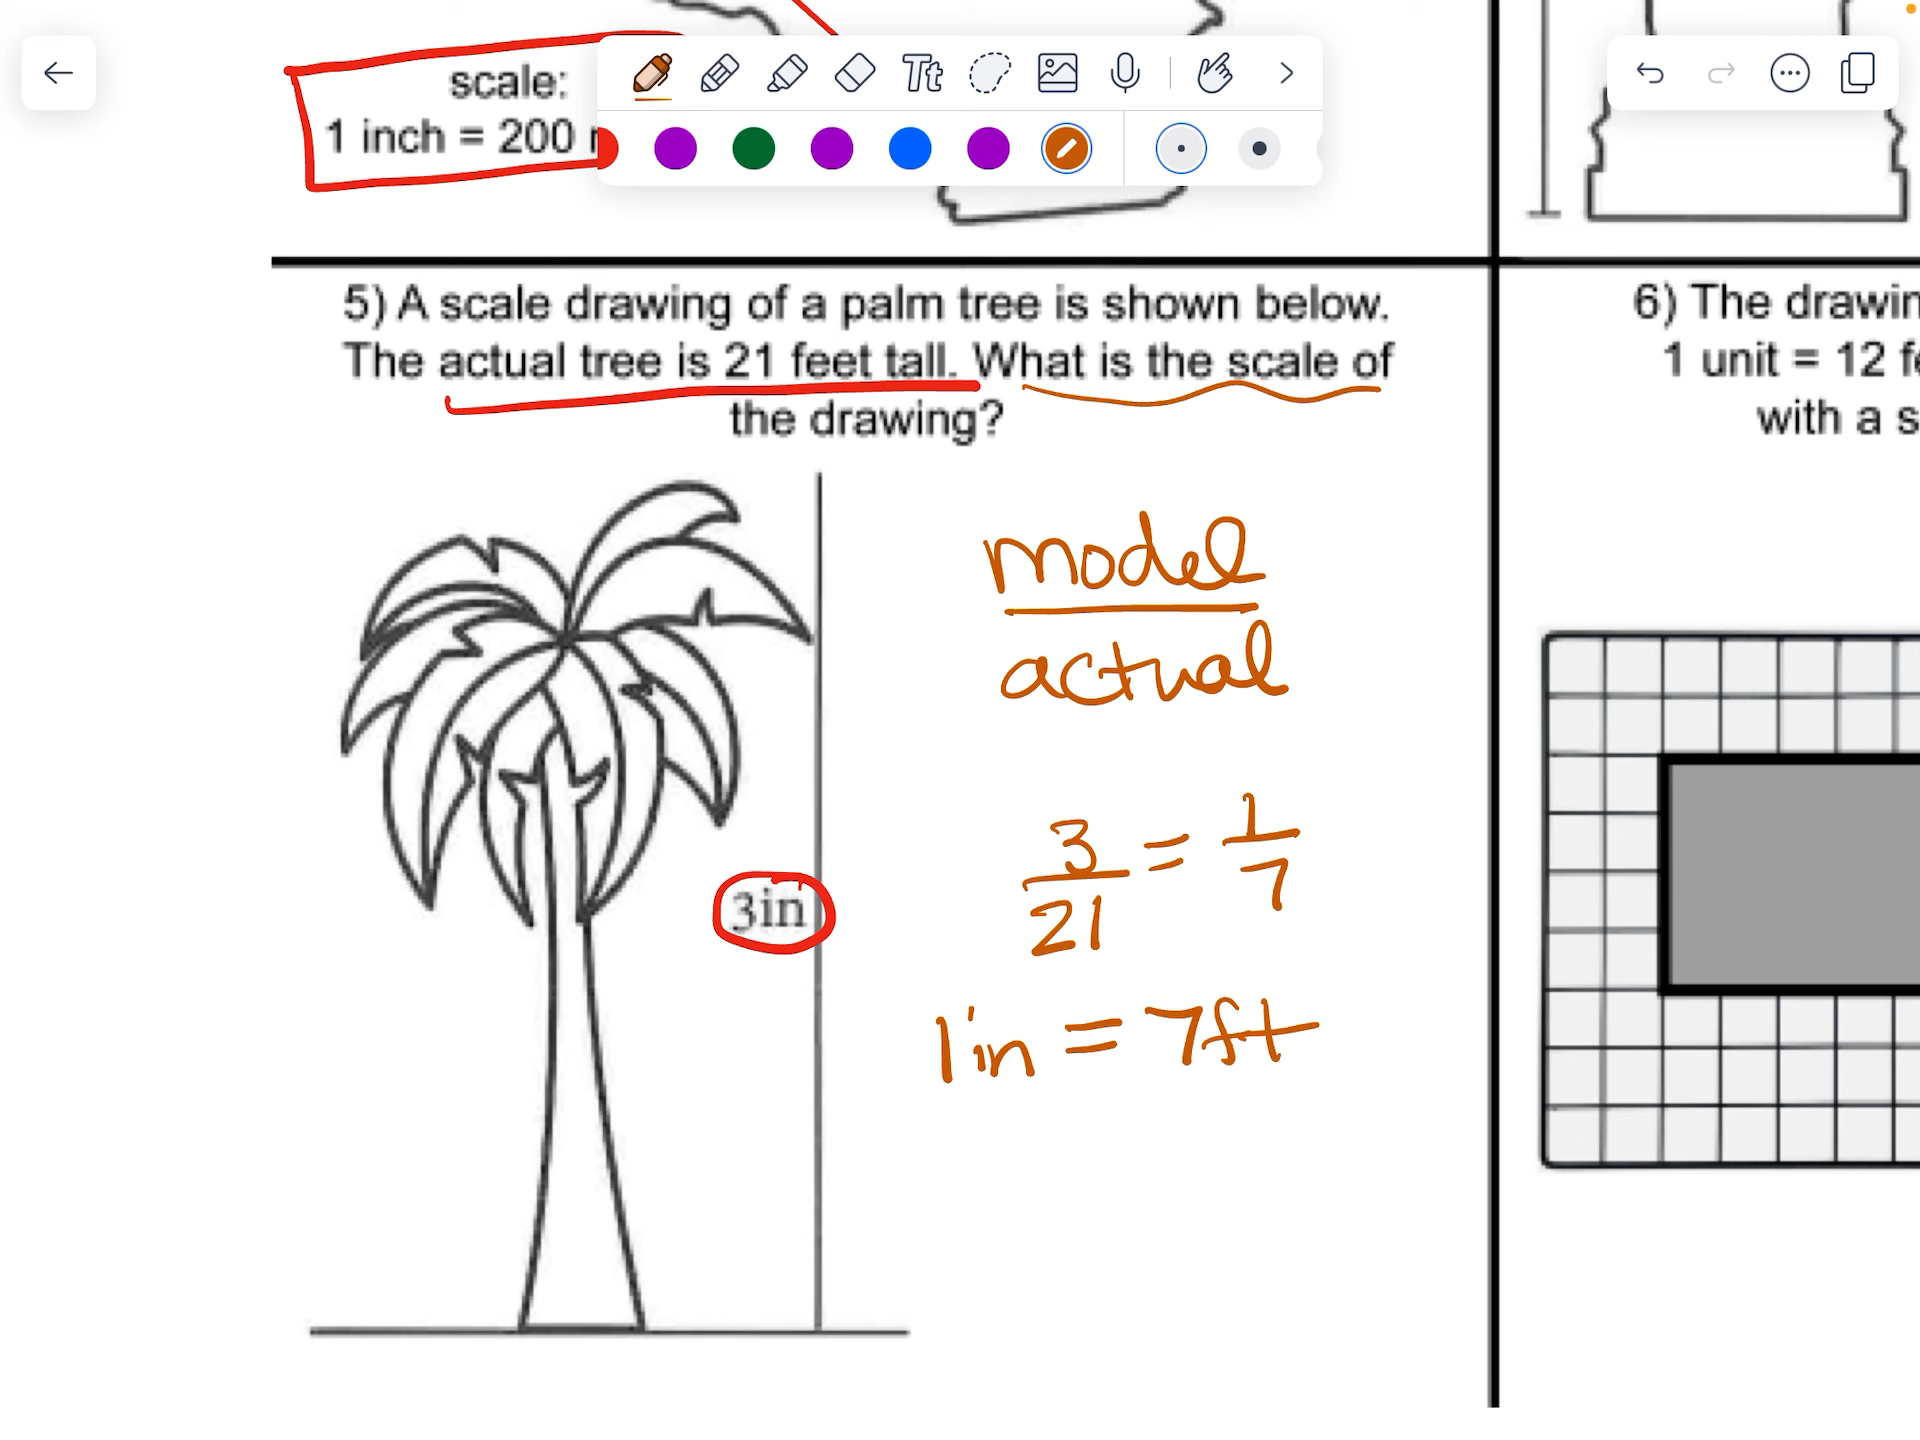 scale:
1 inch = 200
Tt
5) A scale drawing of a palm tree is shown below.
The actual tree is 21 feet tall. What is the scale of
the drawing?
model
actual
3
21
=
1
7
3in
1in = 7ft
6) The drawin
1 unit = 12 fe
with a s